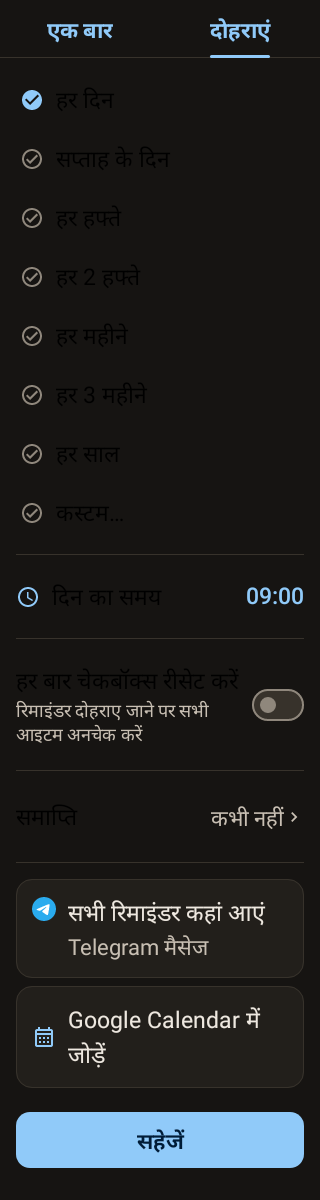 एक बार
दोहराएं
हर दिन
सप्ताह के दिन
हर हफ्ते
हर 2 हफ्ते
हर महीने
हर 3 महीने
हर साल
कस्टम...
दिन का समय
09:00
हर बार चेकबॉक्स रीसेट करें
रिमाइंडर दोहराए जाने पर सभी
आइटम अनचेक करें
समाप्ति
कभी नहीं
सभी रिमाइंडर कहां आएं
Telegram मैसेज
Google Calendar में
जोड़ें
सहेजें